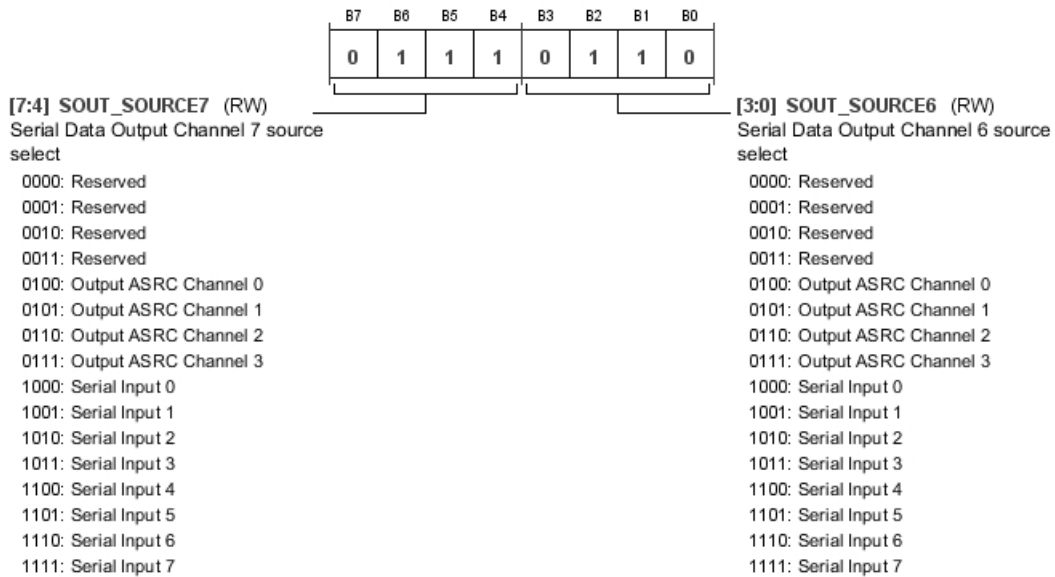 B7 B6 B5 B4 B3 B2 B1 B0
0 1 1 1 0 1 1 0
[7:4] SOUT_SOURCE7 (RW)
Serial Data Output Channel 7 source
select
0000: Reserved
0001: Reserved
0010: Reserved
0011: Reserved
0100: Output ASRC Channel 0
0101: Output ASRC Channel 1
0110: Output ASRC Channel 2
0111: Output ASRC Channel 3
1000: Serial Input 0
1001: Serial Input 1
1010: Serial Input 2
1011: Serial Input 3
1100: Serial Input 4
1101: Serial Input 5
1110: Serial Input 6
1111: Serial Input 7
[3:0] SOUT_SOURCE6 (RW)
Serial Data Output Channel 6 source
select
0000: Reserved
0001: Reserved
0010: Reserved
0011: Reserved
0100: Output ASRC Channel 0
0101: Output ASRC Channel 1
0110: Output ASRC Channel 2
0111: Output ASRC Channel 3
1000: Serial Input 0
1001: Serial Input 1
1010: Serial Input 2
1011: Serial Input 3
1100: Serial Input 4
1101: Serial Input 5
1110: Serial Input 6
1111: Serial Input 7